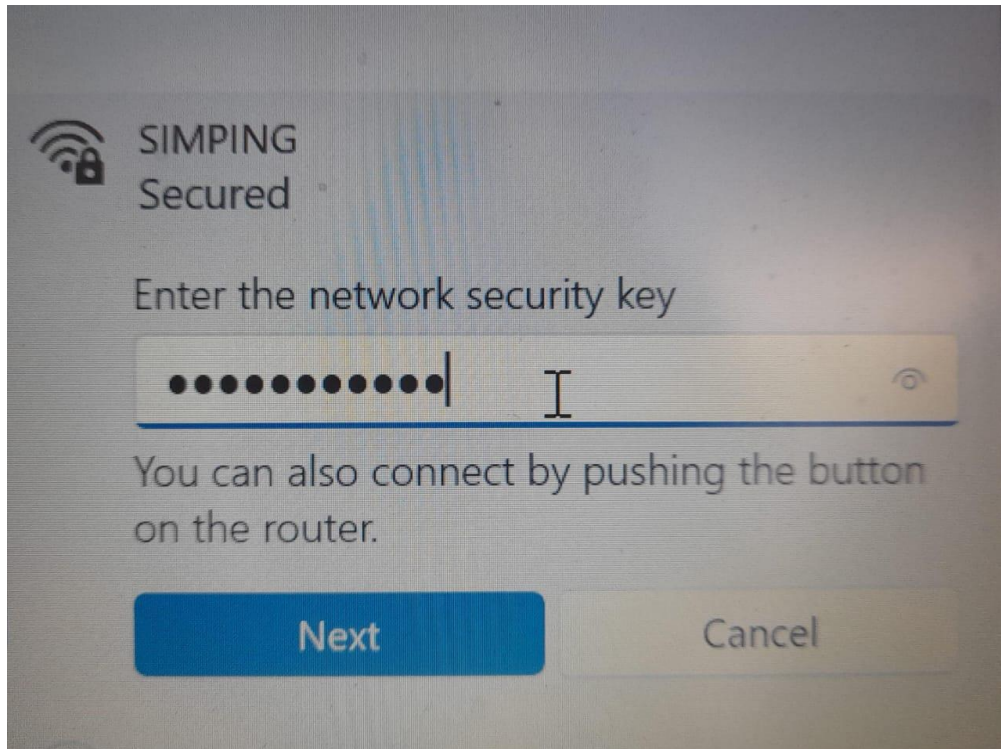 SIMPING
Secured
Enter the network security key
●●●●●●●●●●●
You can also connect by pushing the button
on the router.
Next
Cancel